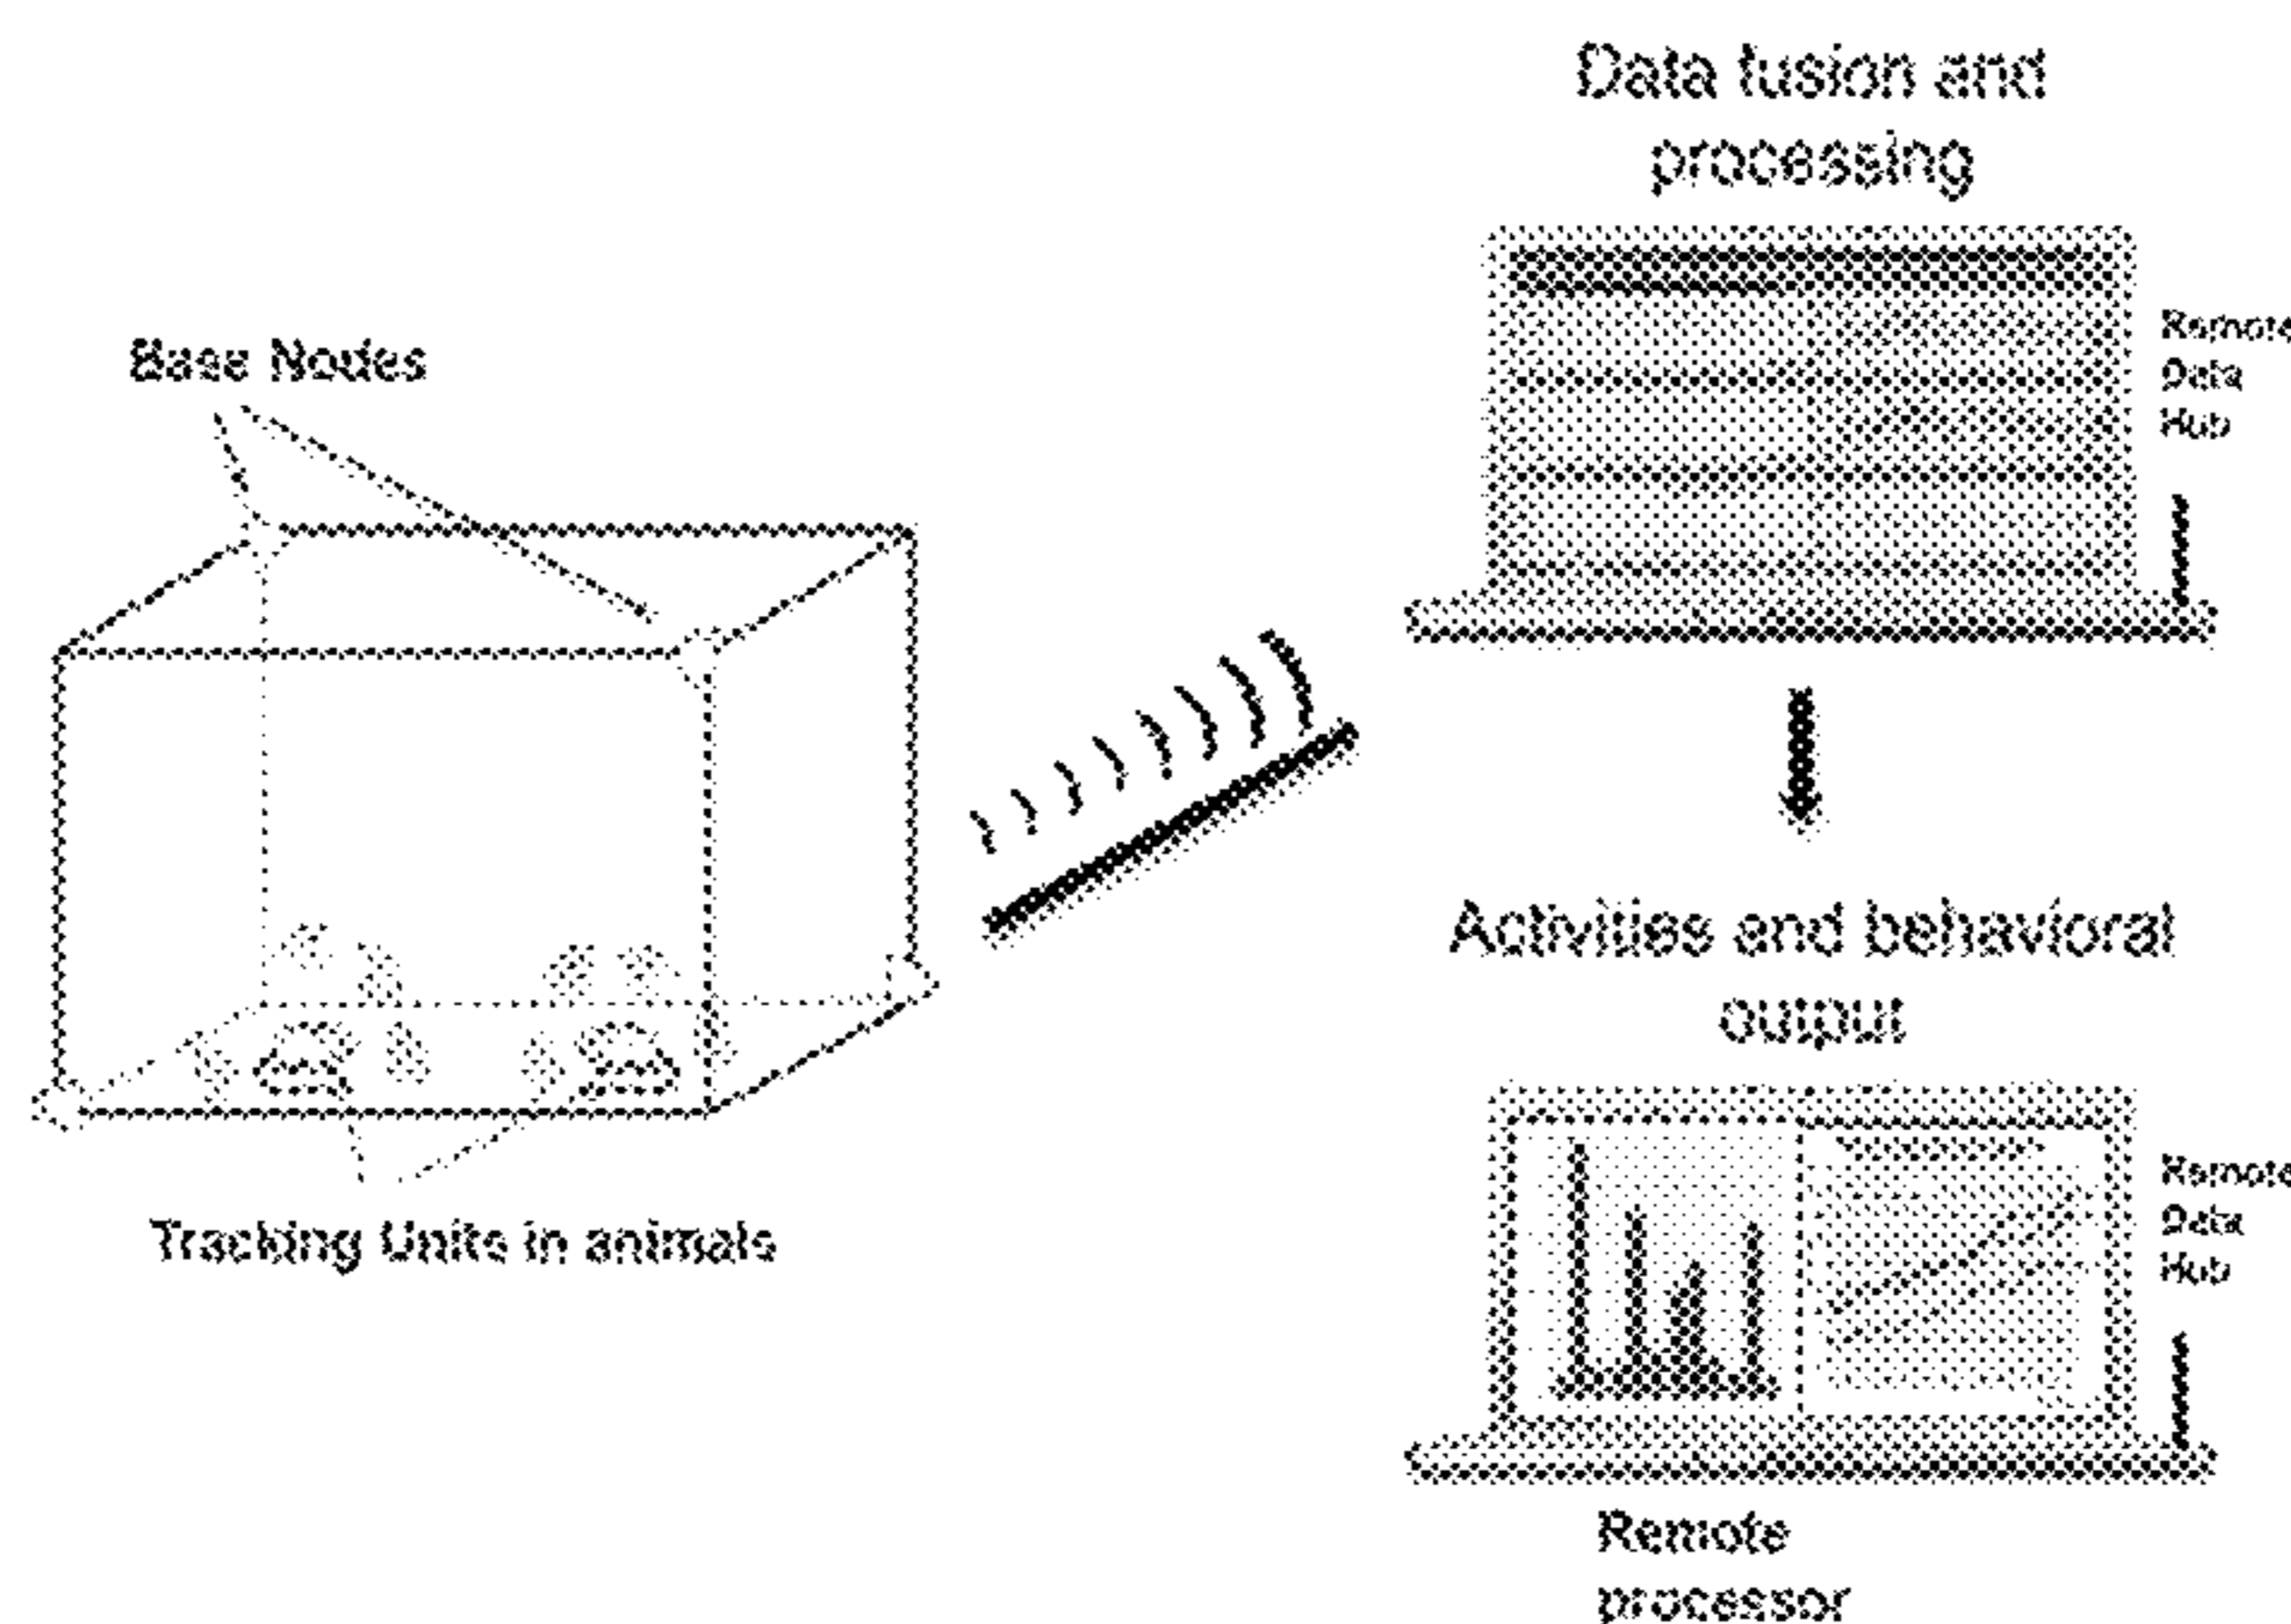 Data fusion and
processing
Remote
Data
Hub
Base Nodes
Activities and behavioral
output
Tracking Units in animals
Remote
Data
Hub
Remote
processor